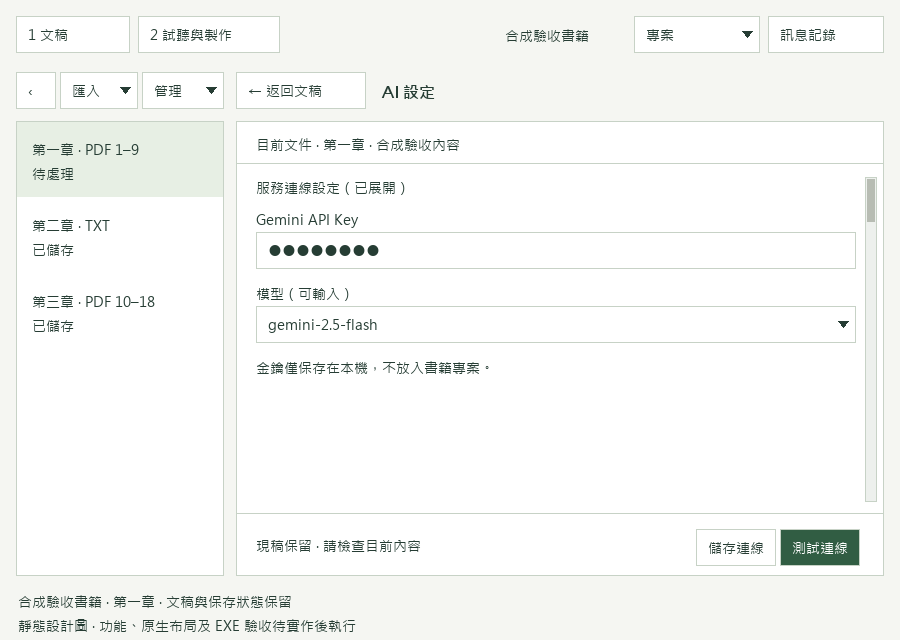 1 文稿
2 試聽與製作
合成驗收書籍
專案
訊息記錄
‹
匯入
管理
← 返回文稿
AI 設定
第一章 · PDF 1–9
待處理
第二章 · TXT
已儲存
第三章 · PDF 10–18
已儲存
目前文件 · 第一章 · 合成驗收內容
服務連線設定（已展開）
Gemini API Key
●●●●●●●●
模型（可輸入）
gemini-2.5-flash
金鑰僅保存在本機，不放入書籍專案。
現稿保留 · 請檢查目前內容
儲存連線
測試連線
合成驗收書籍 · 第一章 · 文稿與保存狀態保留
靜態設計圖 · 功能、原生布局及 EXE 驗收待實作後執行